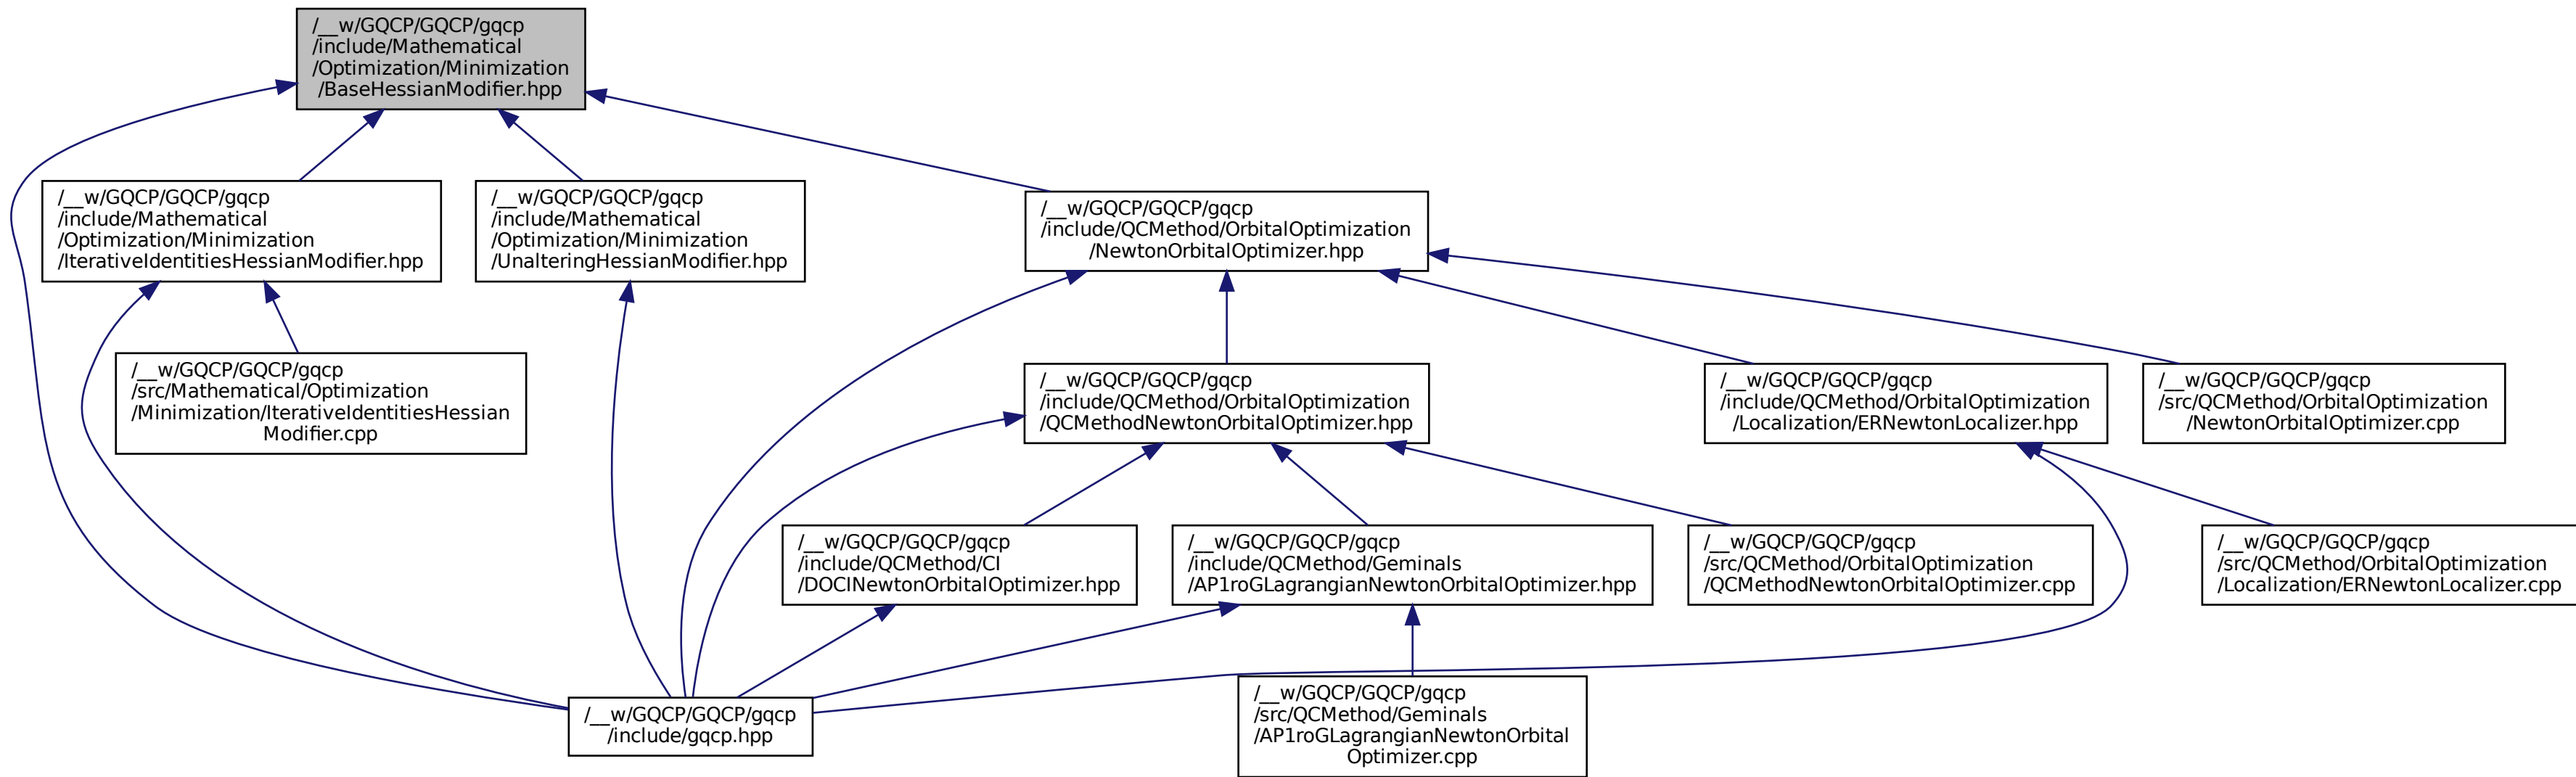 /__w/GQCP/GQCP/gqcp
/include/Mathematical
/Optimization/Minimization
/BaseHessianModifier.hpp
/__w/GQCP/GQCP/gqcp
/include/Mathematical
/Optimization/Minimization
/IterativeIdentitiesHessianModifier.hpp
/__w/GQCP/GQCP/gqcp
/include/Mathematical
/Optimization/Minimization
/UnalteringHessianModifier.hpp
/__w/GQCP/GQCP/gqcp
/include/QCMethod/OrbitalOptimization
/NewtonOrbitalOptimizer.hpp
/__w/GQCP/GQCP/gqcp
/src/Mathematical/Optimization
/Minimization/IterativeIdentitiesHessian
Modifier.cpp
/__w/GQCP/GQCP/gqcp
/include/QCMethod/OrbitalOptimization
/QCMethodNewtonOrbitalOptimizer.hpp
/__w/GQCP/GQCP/gqcp
/include/QCMethod/OrbitalOptimization
/Localization/ERNewtonLocalizer.hpp
/__w/GQCP/GQCP/gqcp
/src/QCMethod/OrbitalOptimization
/NewtonOrbitalOptimizer.cpp
/__w/GQCP/GQCP/gqcp
/include/QCMethod/CI
/DOCINewtonOrbitalOptimizer.hpp
/__w/GQCP/GQCP/gqcp
/include/QCMethod/Geminals
/AP1roGLagrangianNewtonOrbitalOptimizer.hpp
/__w/GQCP/GQCP/gqcp
/src/QCMethod/OrbitalOptimization
/QCMethodNewtonOrbitalOptimizer.cpp
/__w/GQCP/GQCP/gqcp
/src/QCMethod/OrbitalOptimization
/Localization/ERNewtonLocalizer.cpp
/__w/GQCP/GQCP/gqcp
/include/gqcp.hpp
/__w/GQCP/GQCP/gqcp
/src/QCMethod/Geminals
/AP1roGLagrangianNewtonOrbital
Optimizer.cpp